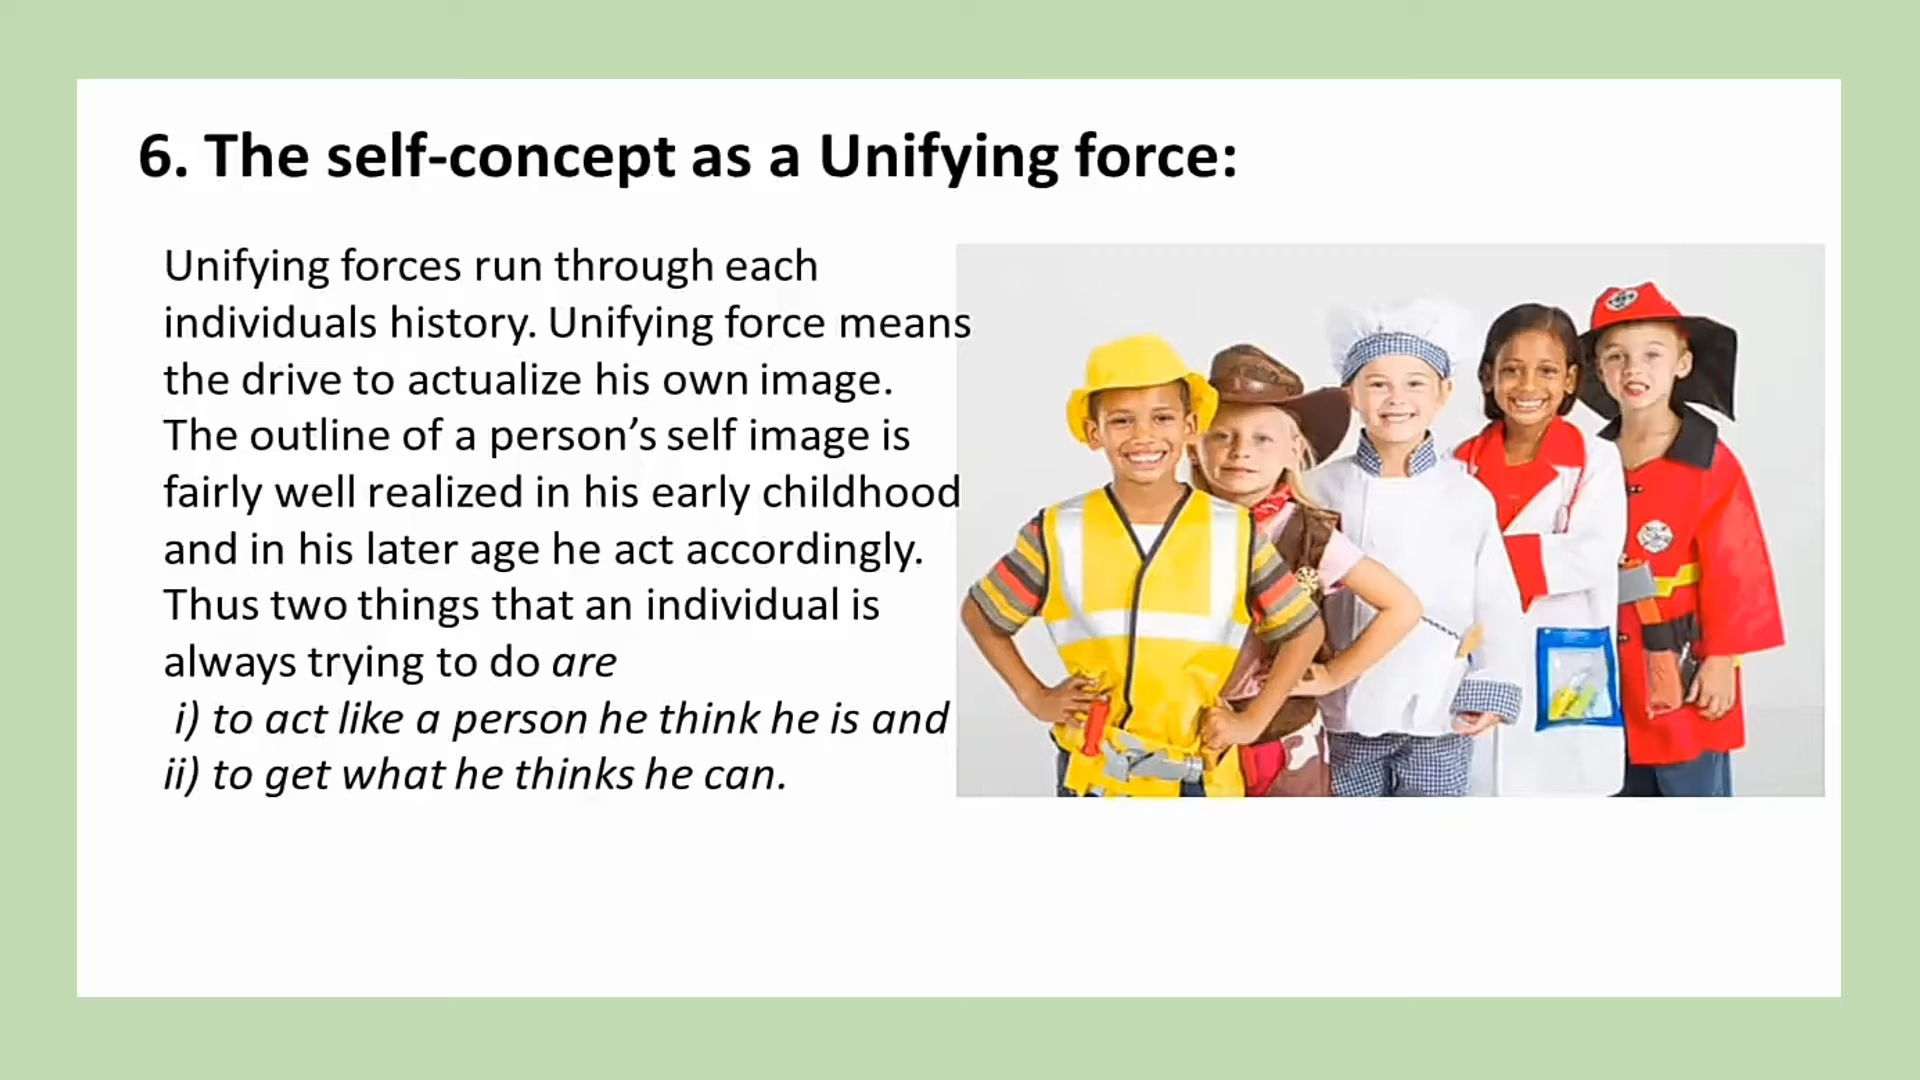 6. The self-concept as a Unifying force:
Unifying forces run through each
individuals history. Unifying force means
the drive to actualize his own image.
The outline of a person’s self image is
fairly well realized in his early childhood
and in his later age he act accordingly.
Thus two things that an individual is
always trying to do are
i) to act like a person he think he is and
ii) to get what he thinks he can.